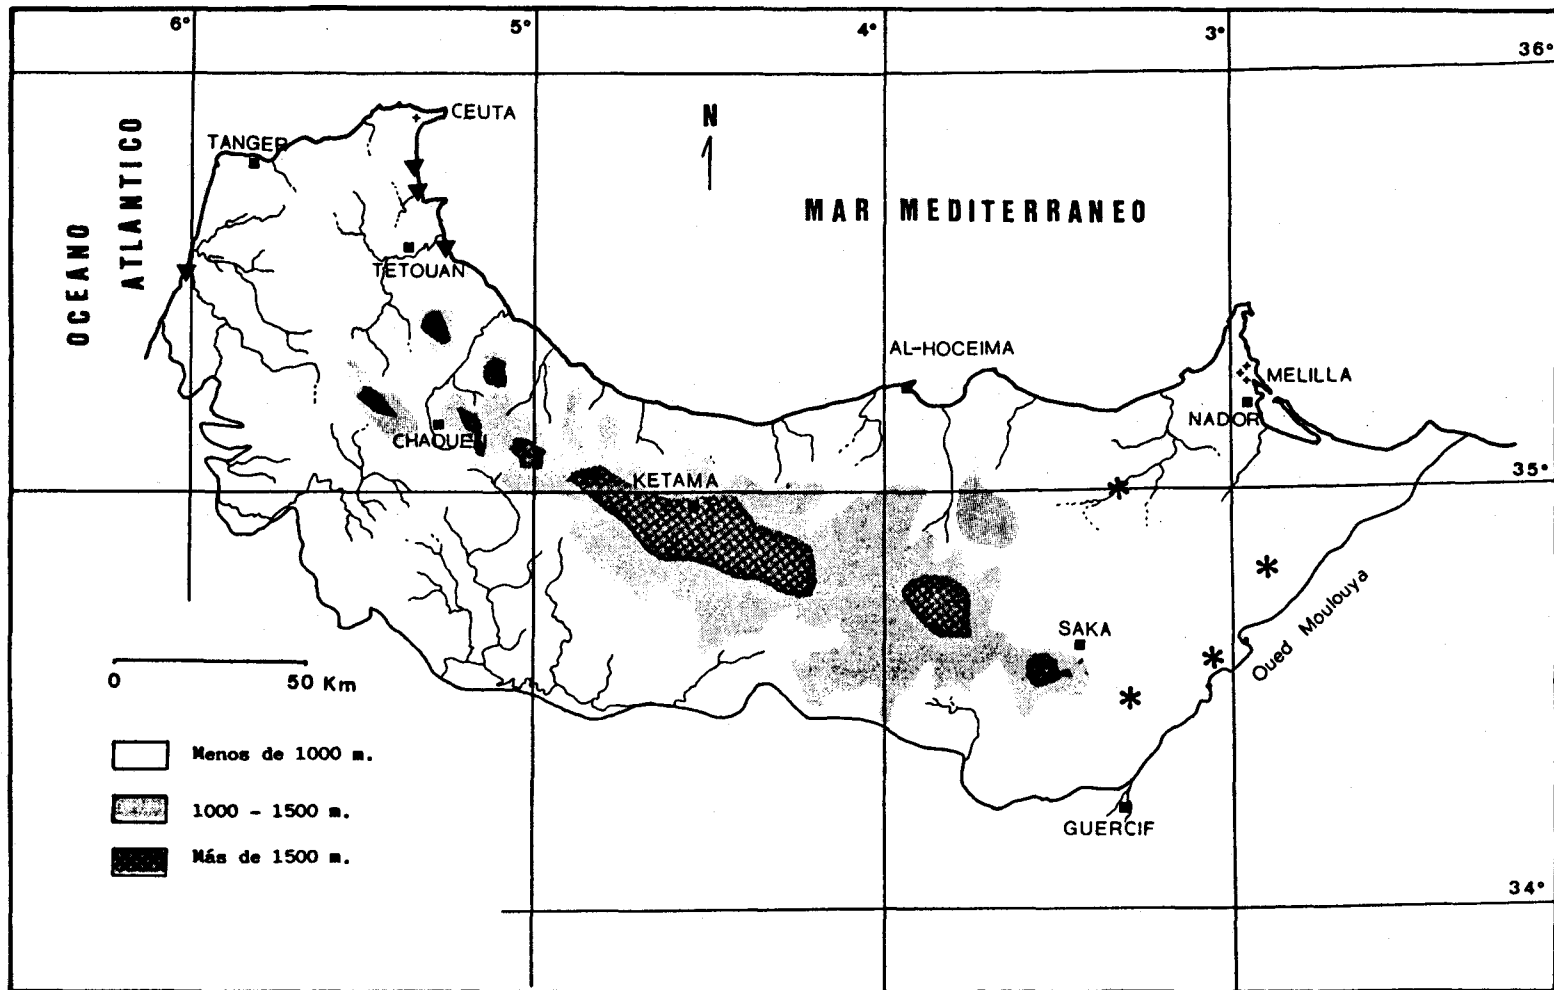 6°
5°
4°
3°
36°
CEUTA
N
TANGER
OCEANO
ATLANTICO
MAR MEDITERRANEO
TETOUAN
AL-HOCEIMA
MELILLA
NADOR
CHAOUEN
KETAMA
35°
SAKA
Oued Moulouya
0 50 Km
Menos de 1000 m.
1000 - 1500 m.
Más de 1500 m.
GUERCIF
34°